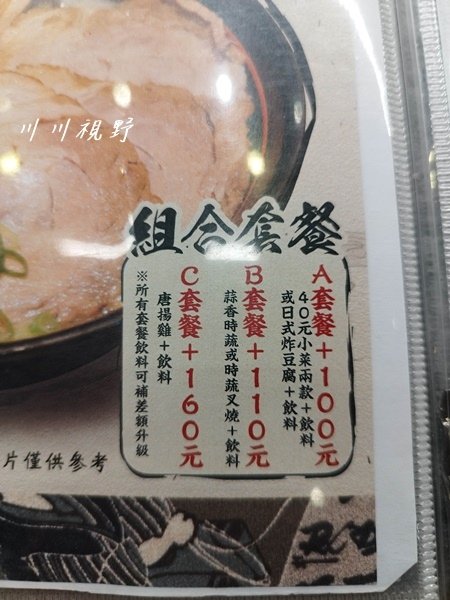 川川視野
組合套餐
A套餐+100元
40元小菜兩款+飲料
或日式炸豆腐+飲料
B套餐+110元
蒜香時蔬或時蔬叉燒+飲料
C套餐+160元
唐揚雞+飲料
※所有套餐飲料可補差額升級
片僅供參考